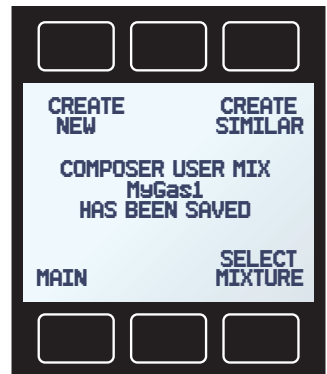 CREATE NEW
CREATE SIMILAR
COMPOSER USER MIX
MyGas1
HAS BEEN SAVED
MAIN
SELECT MIXTURE